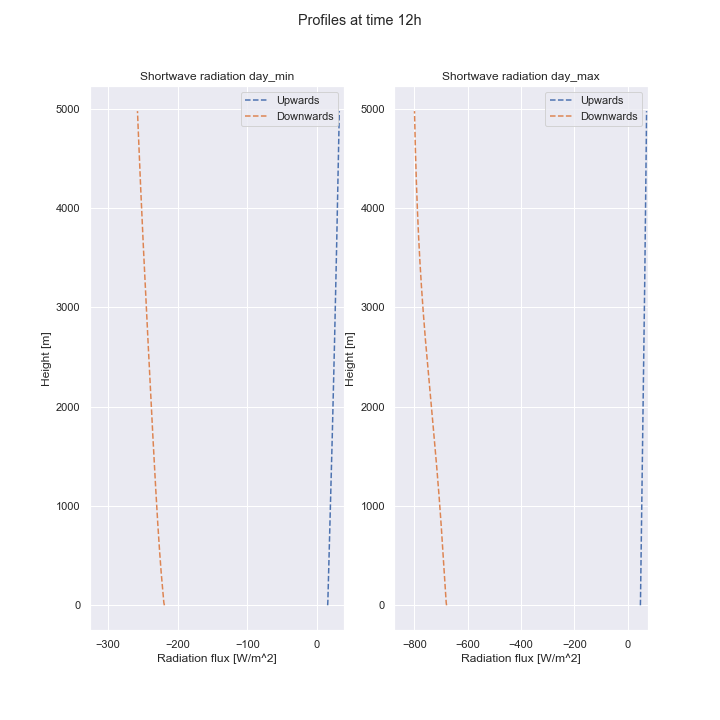 Profiles at time 12h
Shortwave radiation day_min
Upwards
Downwards
5000
4000
3000
2000
1000
0
Height [m]
−300
−200
−100
0
Radiation flux [W/m^2]
Shortwave radiation day_max
Upwards
Downwards
5000
4000
3000
2000
1000
0
Height [m]
−800
−600
−400
−200
0
Radiation flux [W/m^2]